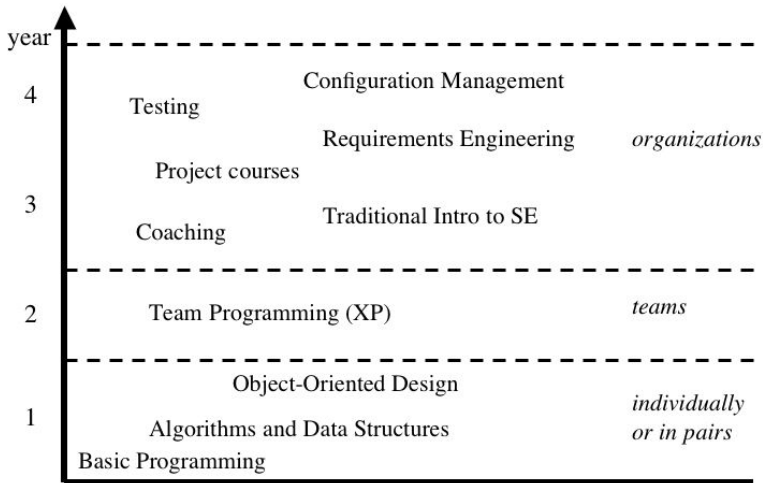 year
4
Configuration Management
Testing
Requirements Engineering
organizations
Project courses
3
Traditional Intro to SE
Coaching
2
Team Programming (XP)
teams
1
Object-Oriented Design
individually
or in pairs
Algorithms and Data Structures
Basic Programming